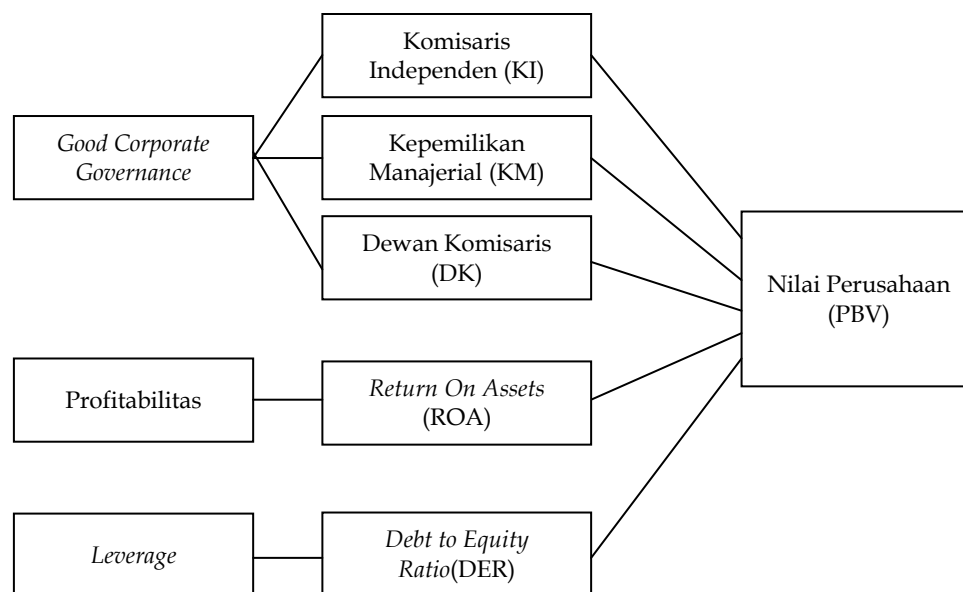 Komisaris
Independen (KI)
Good Corporate
Governance
Kepemilikan
Manajerial (KM)
Dewan Komisaris
(DK)
Nilai Perusahaan
(PBV)
Profitabilitas
Return On Assets
(ROA)
Leverage
Debt to Equity
Ratio(DER)